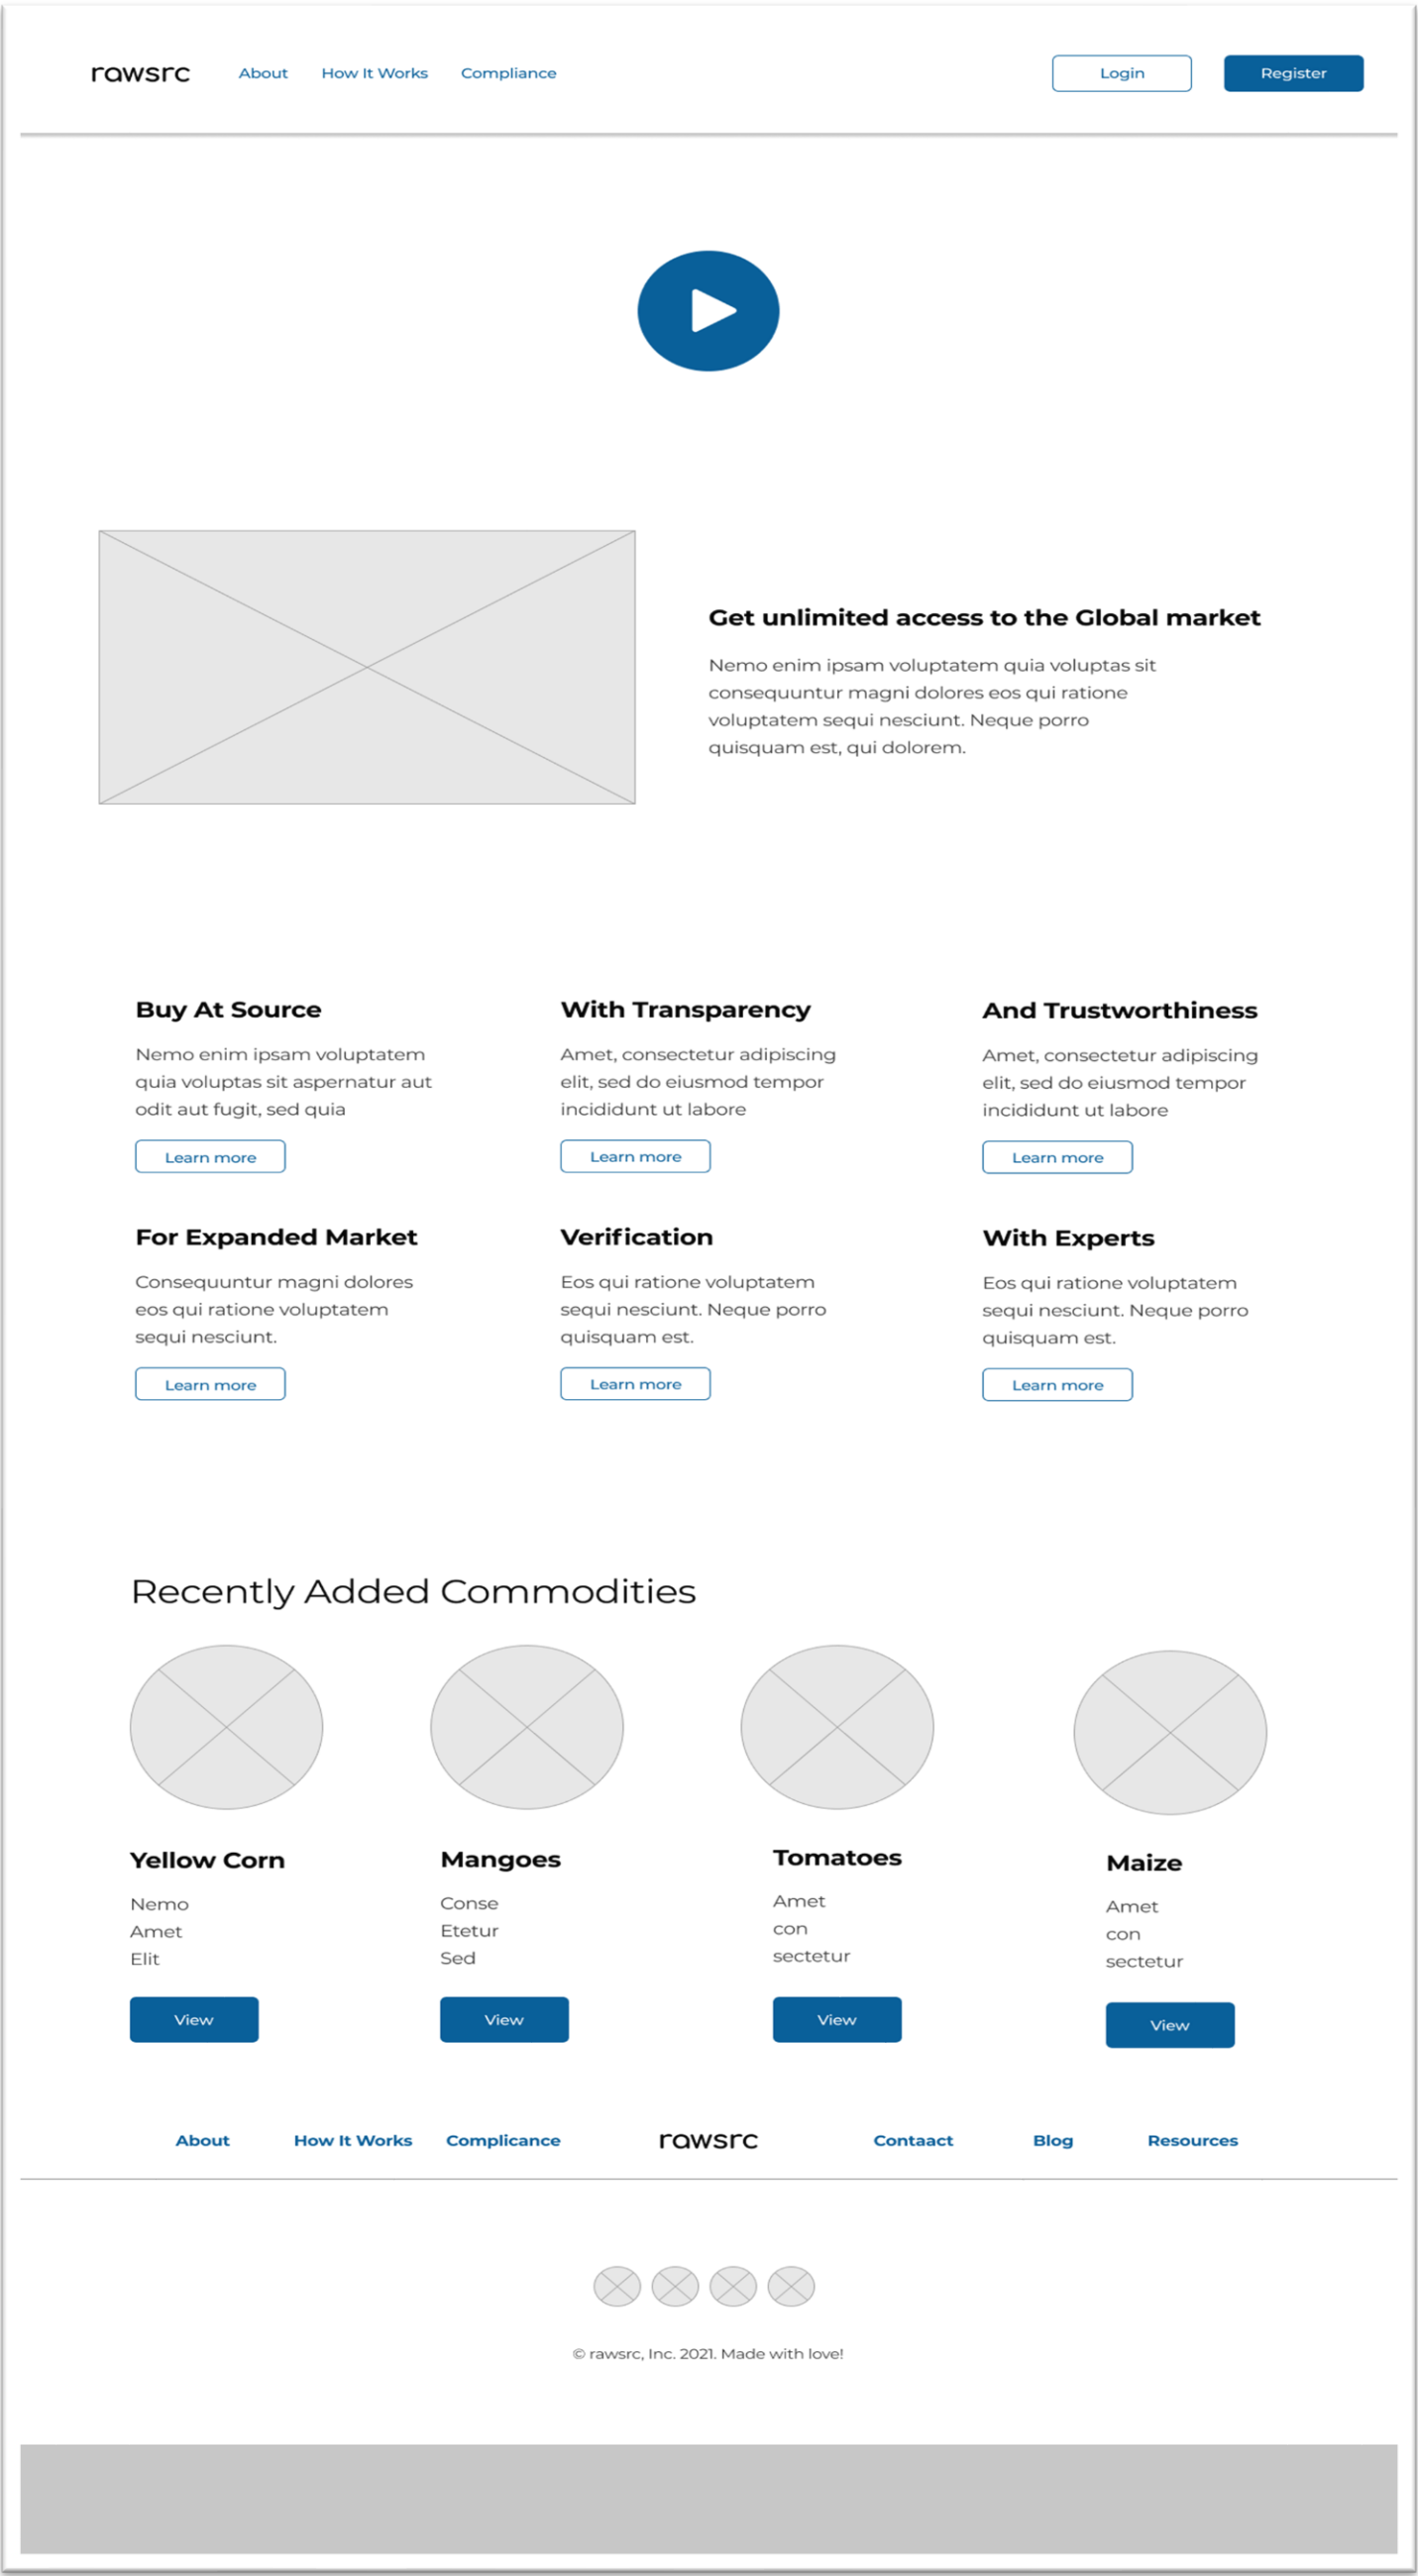 rawsrc About How It Works Compliance Login Register
Get unlimited access to the Global market
Nemo enim ipsam voluptatem quia voluptas sit
consequuntur magni dolores eos qui ratione
voluptatem sequi nesciunt. Neque porro
quisquam est, qui dolorem.
Buy At Source
Nemo enim ipsam voluptatem
quia voluptas sit aspernatur aut
odit aut fugit, sed quia
Learn more
With Transparency
Amet, consectetur adipiscing
elit, sed do eiusmod tempor
incididunt ut labore
Learn more
And Trustworthiness
Amet, consectetur adipiscing
elit, sed do eiusmod tempor
incididunt ut labore
Learn more
For Expanded Market
Consequuntur magni dolores
eos qui ratione voluptatem
sequi nesciunt.
Learn more
Verification
Eos qui ratione voluptatem
sequi nesciunt. Neque porro
quisquam est.
Learn more
With Experts
Eos qui ratione voluptatem
sequi nesciunt. Neque porro
quisquam est.
Learn more
Recently Added Commodities
Yellow Corn
Nemo
Amet
Elit
View
Mangoes
Conse
Etetur
Sed
View
Tomatoes
Amet
con
sectetur
View
Maize
Amet
con
sectetur
View
About How It Works Complicance rawsrc Contaact Blog Resources
© rawsrc, Inc. 2021. Made with love!